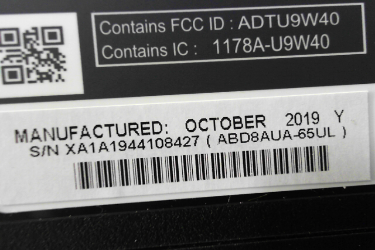 Contains FCC ID : ADTU9W40
Contains IC : 1178A-U9W40
MANUFACTURED: OCTOBER 2019 Y
S/N XA1A1944108427 ( ABD8AUA-65UL )